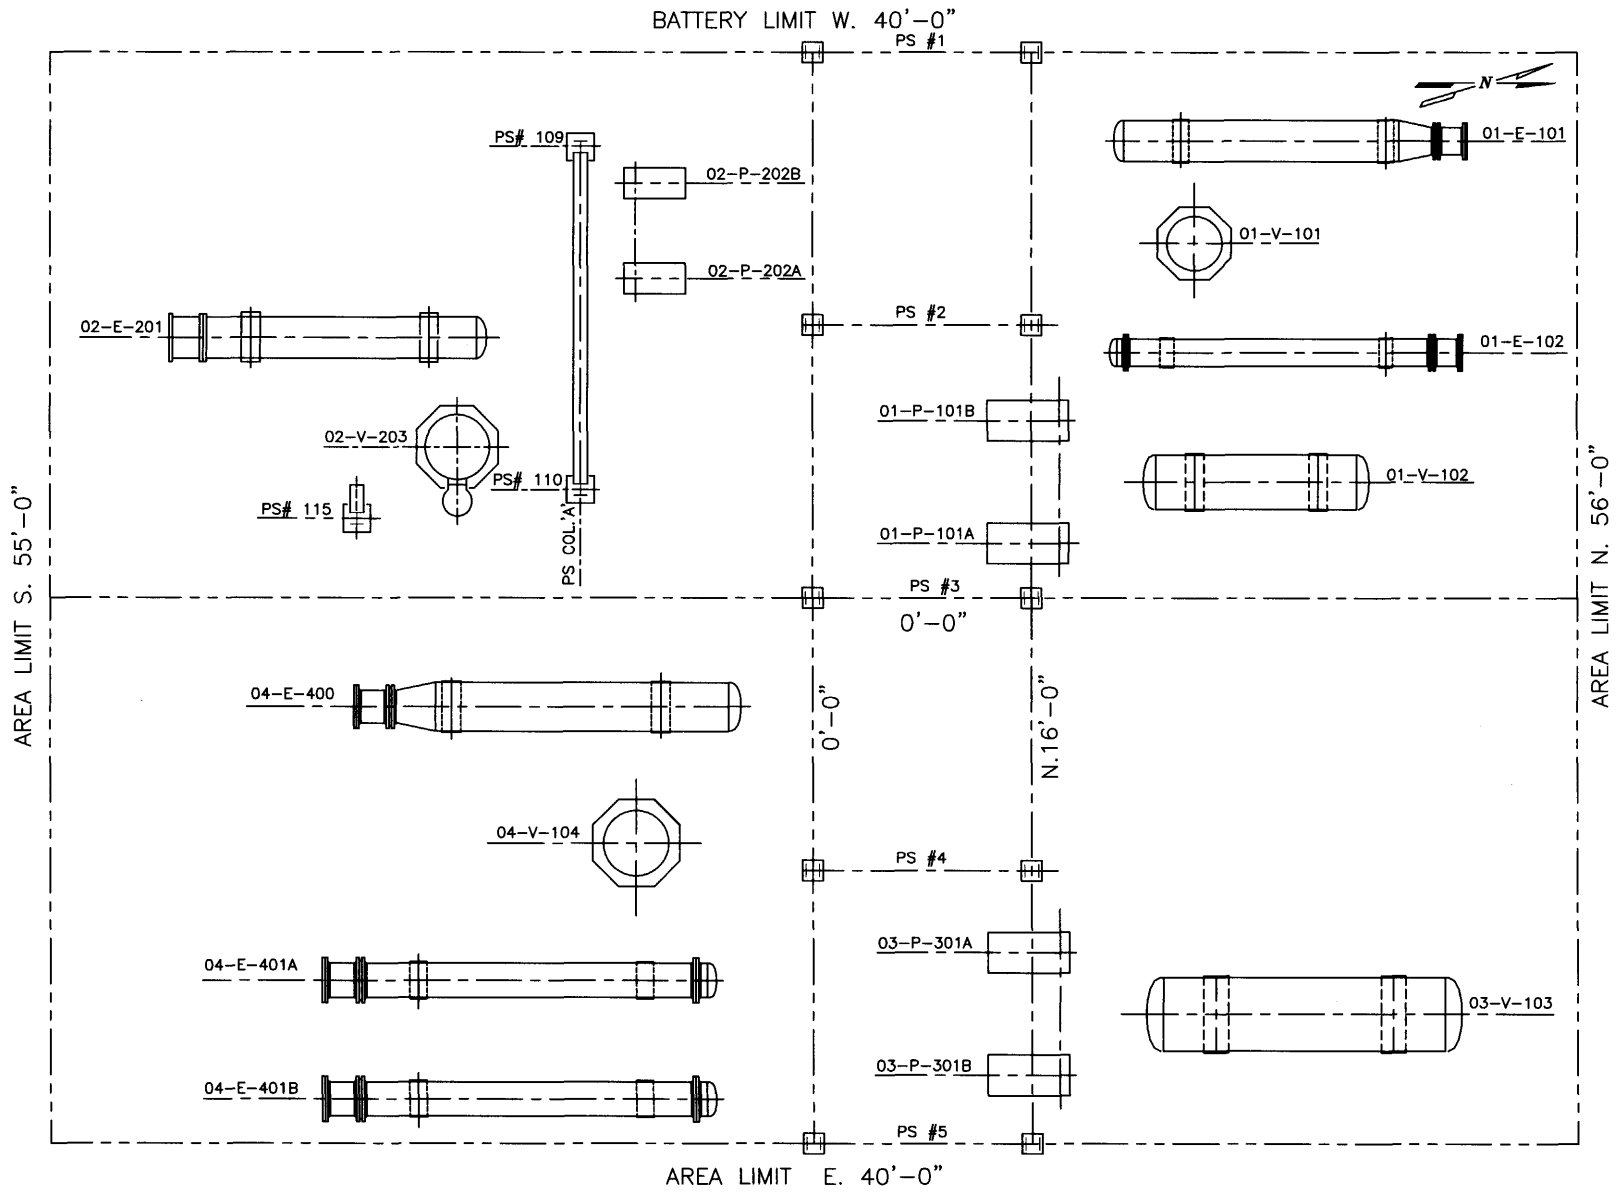 BATTERY LIMIT W. 40'-0"
PS #1
N
PS# 109
01-E-101
02-P-202B
01-V-101
02-P-202A
PS #2
02-E-201
01-E-102
01-P-101B
02-V-203
PS# 110
01-V-102
PS# 115
01-P-101A
PS COL.'A'
AREA LIMIT S. 55'-0"
AREA LIMIT N. 56'-0"
PS #3
0'-0"
04-E-400
0'-0"
N.16'-0"
04-V-104
PS #4
03-P-301A
04-E-401A
03-V-103
03-P-301B
04-E-401B
PS #5
AREA LIMIT E. 40'-0"